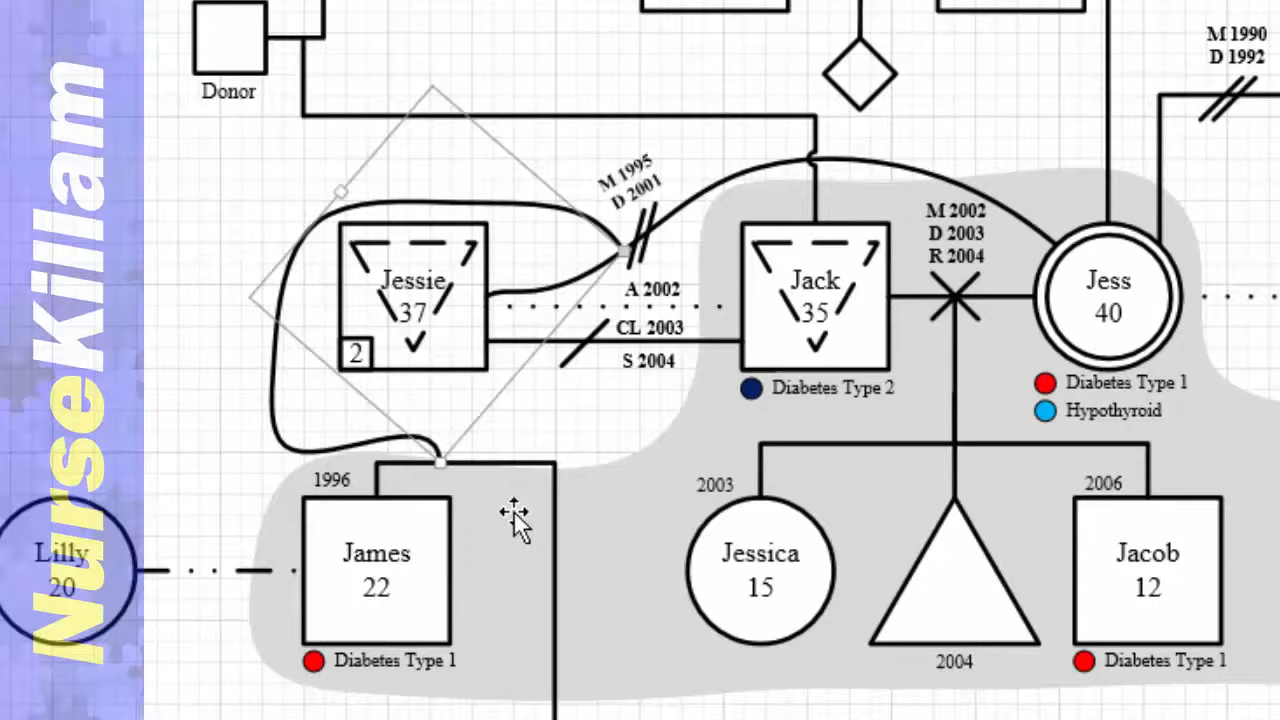 NurseKillam
M 1990
D 1992
Donor
M 1995
D 2001
M 2002
D 2003
R 2004
Jessie
37
2
A 2002
CL 2003
S 2004
Jack
35
Jess
40
Diabetes Type 2
Diabetes Type 1
Hypothyroid
1996
2003
2006
Lilly
20
James
22
Jessica
15
Jacob
12
Diabetes Type 1
2004
Diabetes Type 1